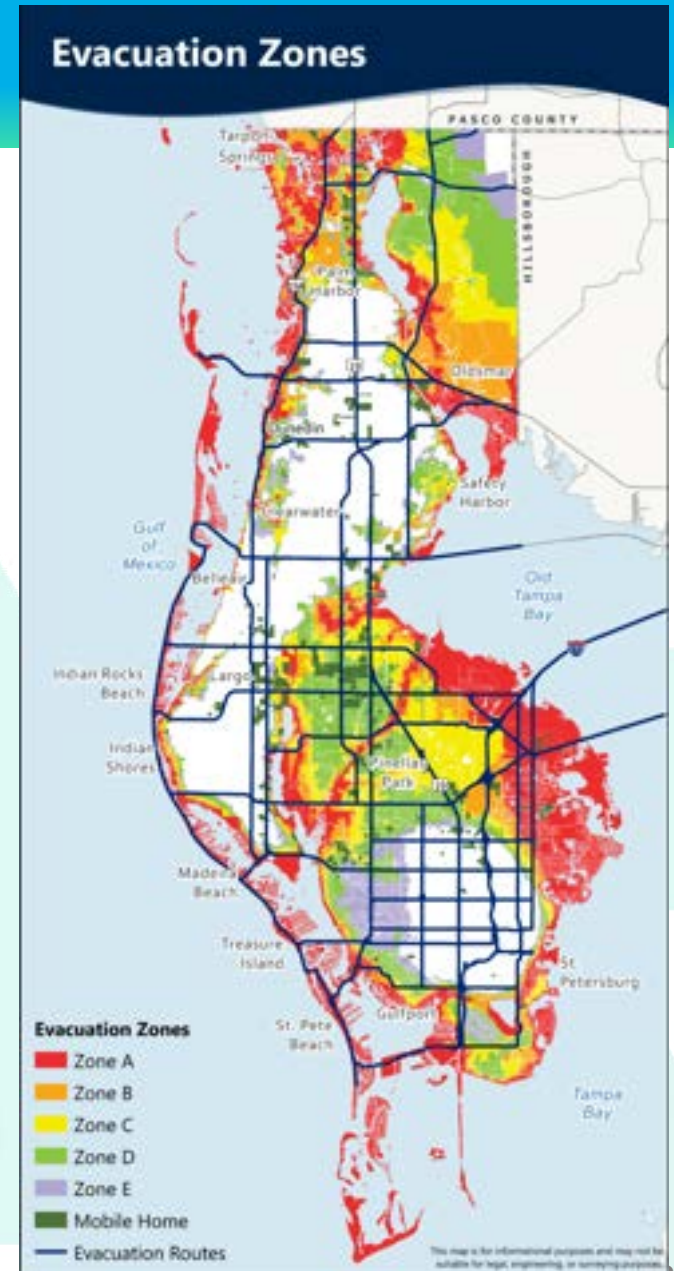 Evacuation Zones
PASCO COUNTY
HILLSBOROUGH
Tarpon
Springs
Palm
Harbor
Oldsmar
Dunedin
Safety
Harbor
Clearwater
Gulf
of
Mexico
Belleair
Old
Tampa
Bay
Indian Rocks
Beach
Largo
Indian
Shores
Pinellas
Park
Madeira
Beach
Treasure
Island
St
Petersburg
Gulfport
St. Pete
Beach
Tampa
Bay
Evacuation Zones
Zone A
Zone B
Zone C
Zone D
Zone E
Mobile Home
Evacuation Routes
This map is for informational purposes and may not be
suitable for legal, engineering, or surveying purposes.